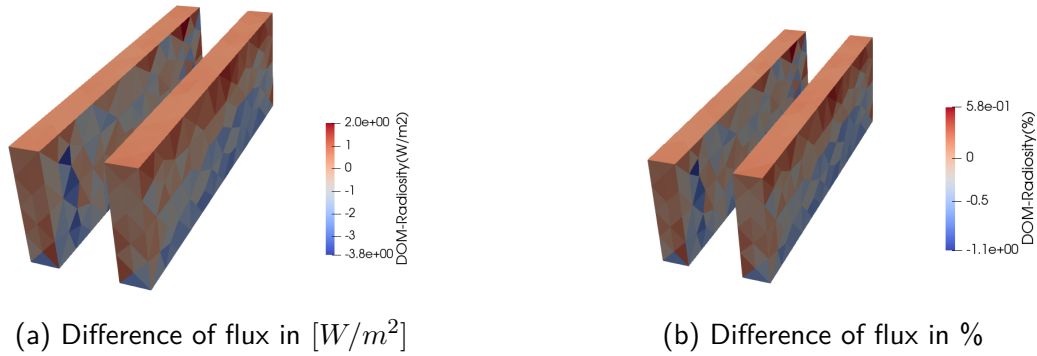 2.0e+00
1
0
-1
-2
-3
-3.8e+00
DOM-Radiosity(W/m2)
5.8e-01
0
-0.5
-1.1e+00
DOM-Radiosity(%)
(a) Difference of flux in [W/m²]
(b) Difference of flux in %